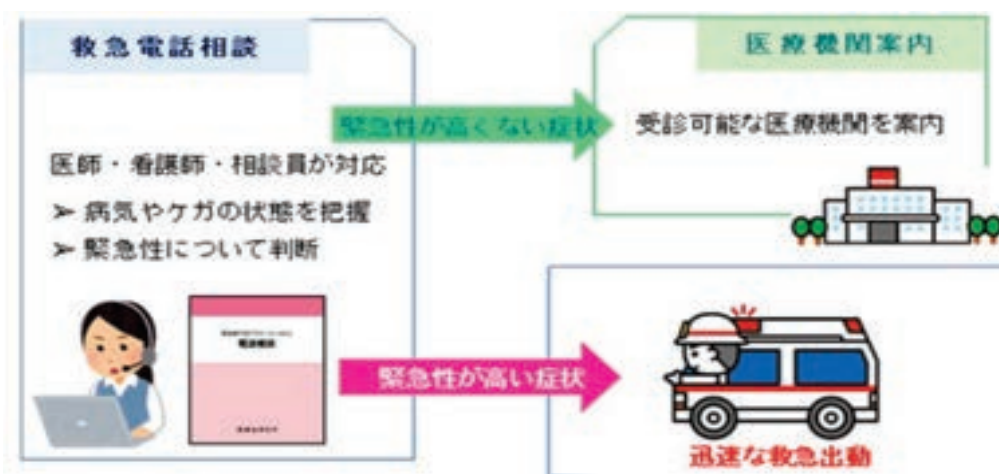 救急電話相談
医師・看護師・相談員が対応
➢ 病気やケガの状態を把握
➢ 緊急性について判断
電話相談
緊急性が高くない症状
医療機関案内
受診可能な医療機関を案内
緊急性が高い症状
迅速な救急出動